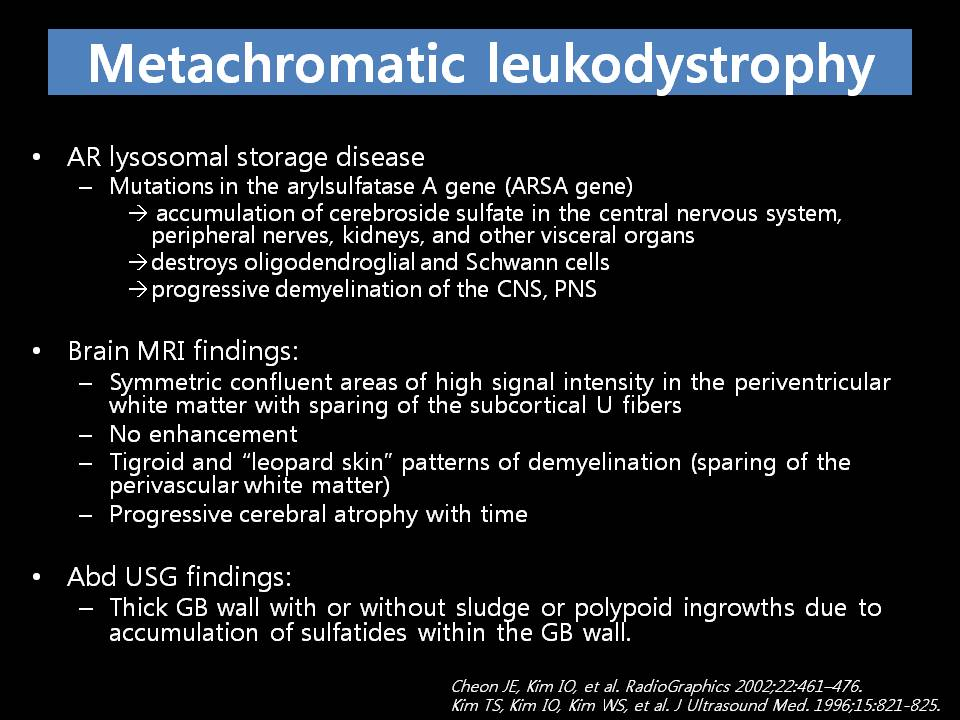 Metachromatic leukodystrophy
• AR lysosomal storage disease
– Mutations in the arylsulfatase A gene (ARSA gene)
→ accumulation of cerebroside sulfate in the central nervous system,
peripheral nerves, kidneys, and other visceral organs
→ destroys oligodendroglial and Schwann cells
→ progressive demyelination of the CNS, PNS
• Brain MRI findings:
– Symmetric confluent areas of high signal intensity in the periventricular
white matter with sparing of the subcortical U fibers
– No enhancement
– Tigroid and “leopard skin” patterns of demyelination (sparing of the
perivascular white matter)
– Progressive cerebral atrophy with time
• Abd USG findings:
– Thick GB wall with or without sludge or polypoid ingrowths due to
accumulation of sulfatides within the GB wall.
Cheon JE, Kim IO, et al. RadioGraphics 2002;22:461–476.
Kim TS, Kim IO, Kim WS, et al. J Ultrasound Med. 1996;15:821-825.